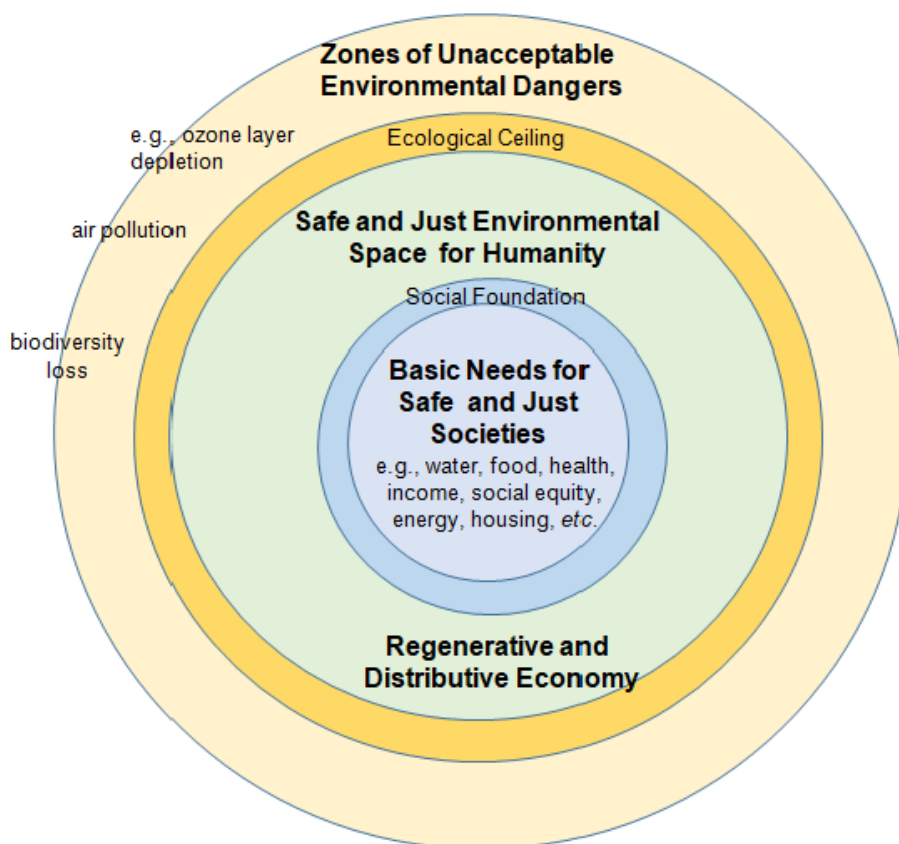 Zones of Unacceptable
Environmental Dangers
e.g., ozone layer
depletion
Ecological Ceiling
air pollution
Safe and Just Environmental
Space for Humanity
Social Foundation
biodiversity
loss
Basic Needs for
Safe and Just
Societies
e.g., water, food, health,
income, social equity,
energy, housing, etc.
Regenerative and
Distributive Economy